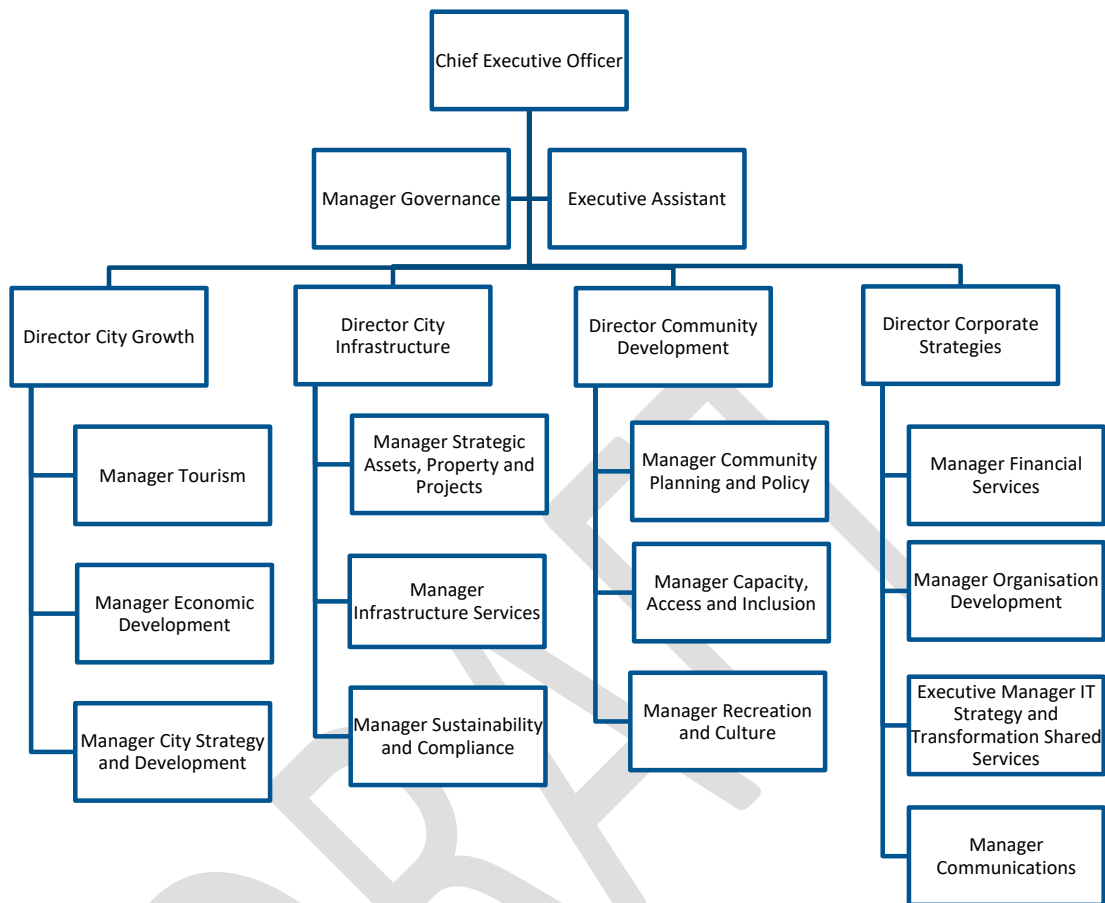 Chief Executive Officer
Manager Governance
Executive Assistant
Director City Growth
Director City
Infrastructure
Director Community
Development
Director Corporate
Strategies
Manager Tourism
Manager Economic
Development
Manager City Strategy
and Development
Manager Strategic
Assets, Property and
Projects
Manager
Infrastructure Services
Manager Sustainability
and Compliance
Manager Community
Planning and Policy
Manager Capacity,
Access and Inclusion
Manager Recreation
and Culture
Manager Financial
Services
Manager Organisation
Development
Executive Manager IT
Strategy and
Transformation Shared
Services
Manager
Communications
DRAFT